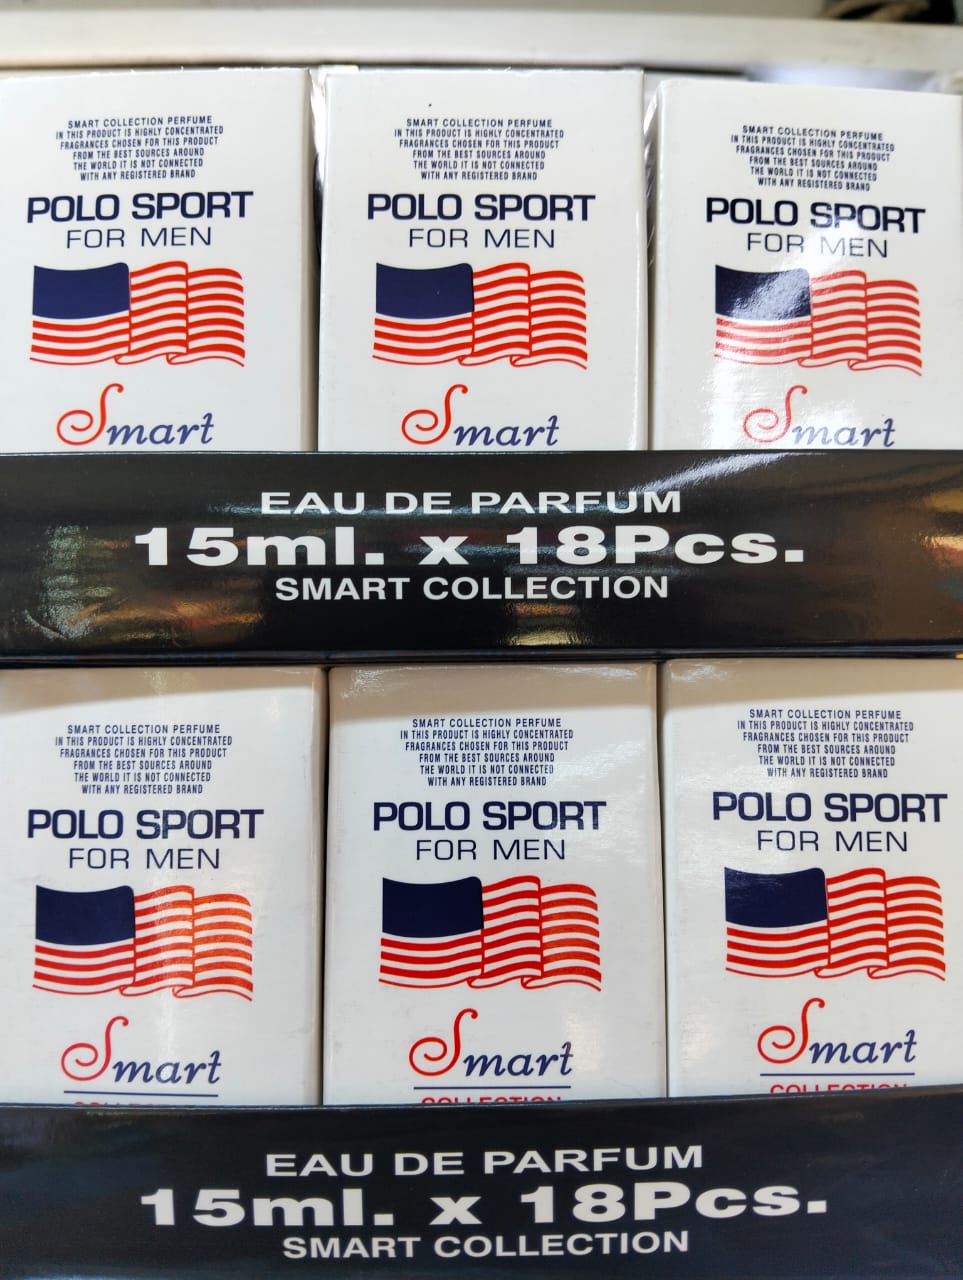 SMART COLLECTION PERFUME
IN THIS PRODUCT IS HIGHLY CONCENTRATED
FRAGRANCES CHOSEN FOR THIS PRODUCT
FROM THE BEST SOURCES AROUND
THE WORLD IT IS NOT CONNECTED
WITH ANY REGISTERED BRAND
POLO SPORT
FOR MEN
Smart
SMART COLLECTION PERFUME
IN THIS PRODUCT IS HIGHLY CONCENTRATED
FRAGRANCES CHOSEN FOR THIS PRODUCT
FROM THE BEST SOURCES AROUND
THE WORLD IT IS NOT CONNECTED
WITH ANY REGISTERED BRAND
POLO SPORT
FOR MEN
Smart
SMART COLLECTION PERFUME
IN THIS PRODUCT IS HIGHLY CONCENTRATED
FRAGRANCES CHOSEN FOR THIS PRODUCT
FROM THE BEST SOURCES AROUND
THE WORLD IT IS NOT CONNECTED
WITH ANY REGISTERED BRAND
POLO SPORT
FOR MEN
Smart
EAU DE PARFUM
15ml. x 18Pcs.
SMART COLLECTION
SMART COLLECTION PERFUME
IN THIS PRODUCT IS HIGHLY CONCENTRATED
FRAGRANCES CHOSEN FOR THIS PRODUCT
FROM THE BEST SOURCES AROUND
THE WORLD IT IS NOT CONNECTED
WITH ANY REGISTERED BRAND
POLO SPORT
FOR MEN
Smart
SMART COLLECTION PERFUME
IN THIS PRODUCT IS HIGHLY CONCENTRATED
FRAGRANCES CHOSEN FOR THIS PRODUCT
FROM THE BEST SOURCES AROUND
THE WORLD IT IS NOT CONNECTED
WITH ANY REGISTERED BRAND
POLO SPORT
FOR MEN
Smart
COLLECTION
SMART COLLECTION PERFUME
IN THIS PRODUCT IS HIGHLY CONCENTRATED
FRAGRANCES CHOSEN FOR THIS PRODUCT
FROM THE BEST SOURCES AROUND
THE WORLD IT IS NOT CONNECTED
WITH ANY REGISTERED BRAND
POLO SPORT
FOR MEN
Smart
COLLECTION
EAU DE PARFUM
15ml. x 18Pcs.
SMART COLLECTION